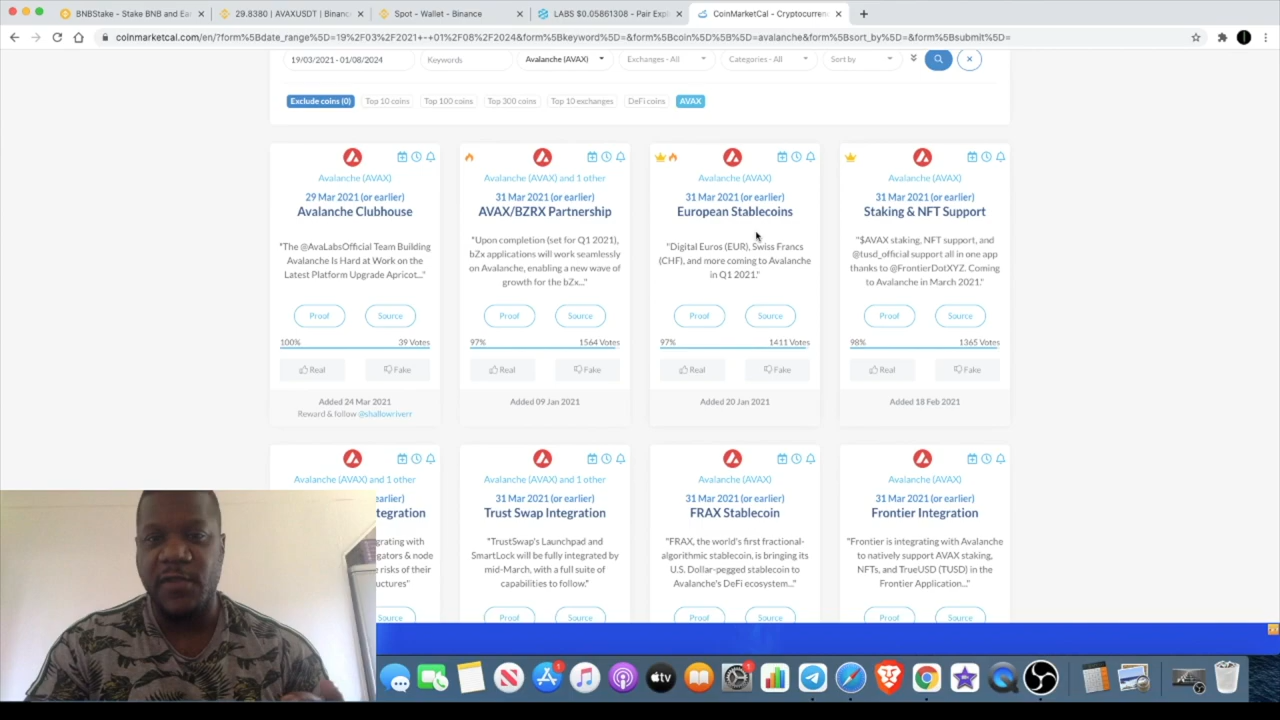 BNBStake - Stake BNB and Ea
29.8380 | AVAXUSDT | Binanc
Spot - Wallet - Binance
LABS $0.05861308 - Pair Expl
CoinMarketCal - Cryptocurren
coinmarketcal.com/en/?form%5Bdate_range%5D=19%2F03%2F2021+-+01%2F08%2F2024&form%5Bkeyword%5D=&form%5Bcoin%5D%5B%5D=avalanche&form%5Bsort_by%5D=&form%5Bsubmit%5D=
19/03/2021 - 01/08/2024
Keywords
Avalanche (AVAX)
Exchanges - All
Categories - All
Sort by
Exclude coins (0)
Top 10 coins
Top 100 coins
Top 300 coins
Top 10 exchanges
DeFi coins
AVAX
Avalanche (AVAX)
29 Mar 2021 (or earlier)
Avalanche Clubhouse
"The @AvaLabsOfficial Team Building
Avalanche Is Hard at Work on the
Latest Platform Upgrade Apricot..."
Proof
Source
100%
39 Votes
Real
Fake
Added 24 Mar 2021
Reward & follow @shallowriverr
Avalanche (AVAX) and 1 other
31 Mar 2021 (or earlier)
AVAX/BZRX Partnership
"Upon completion (set for Q1 2021),
bZx applications will work seamlessly
on Avalanche, enabling a new wave of
growth for the bZx..."
Proof
Source
97%
1564 Votes
Real
Fake
Added 09 Jan 2021
Avalanche (AVAX)
31 Mar 2021 (or earlier)
European Stablecoins
"Digital Euros (EUR), Swiss Francs
(CHF), and more coming to Avalanche
in Q1 2021."
Proof
Source
97%
1411 Votes
Real
Fake
Added 20 Jan 2021
Avalanche (AVAX)
31 Mar 2021 (or earlier)
Staking & NFT Support
"$AVAX staking, NFT support, and
@tusd_official support all in one app
thanks to @FrontierDotXYZ. Coming
to Avalanche in March 2021."
Proof
Source
98%
1365 Votes
Real
Fake
Added 18 Feb 2021
Avalanche (AVAX) and 1 other
earlier)
tegration
grating with
gators & node
risks of their
uctures"
Source
Avalanche (AVAX) and 1 other
31 Mar 2021 (or earlier)
Trust Swap Integration
"TrustSwap's Launchpad and
SmartLock will be fully integrated by
mid-March, with a full suite of
capabilities to follow."
Proof
Source
Avalanche (AVAX)
31 Mar 2021 (or earlier)
FRAX Stablecoin
"FRAX, the world's first fractional-
algorithmic stablecoin, is bringing its
U.S. Dollar-pegged stablecoin to
Avalanche's DeFi ecosystem..."
Proof
Source
Avalanche (AVAX)
31 Mar 2021 (or earlier)
Frontier Integration
"Frontier is integrating with Avalanche
to natively support AVAX staking,
NFTs, and TrueUSD (TUSD) in the
Frontier Application..."
Proof
Source
tv